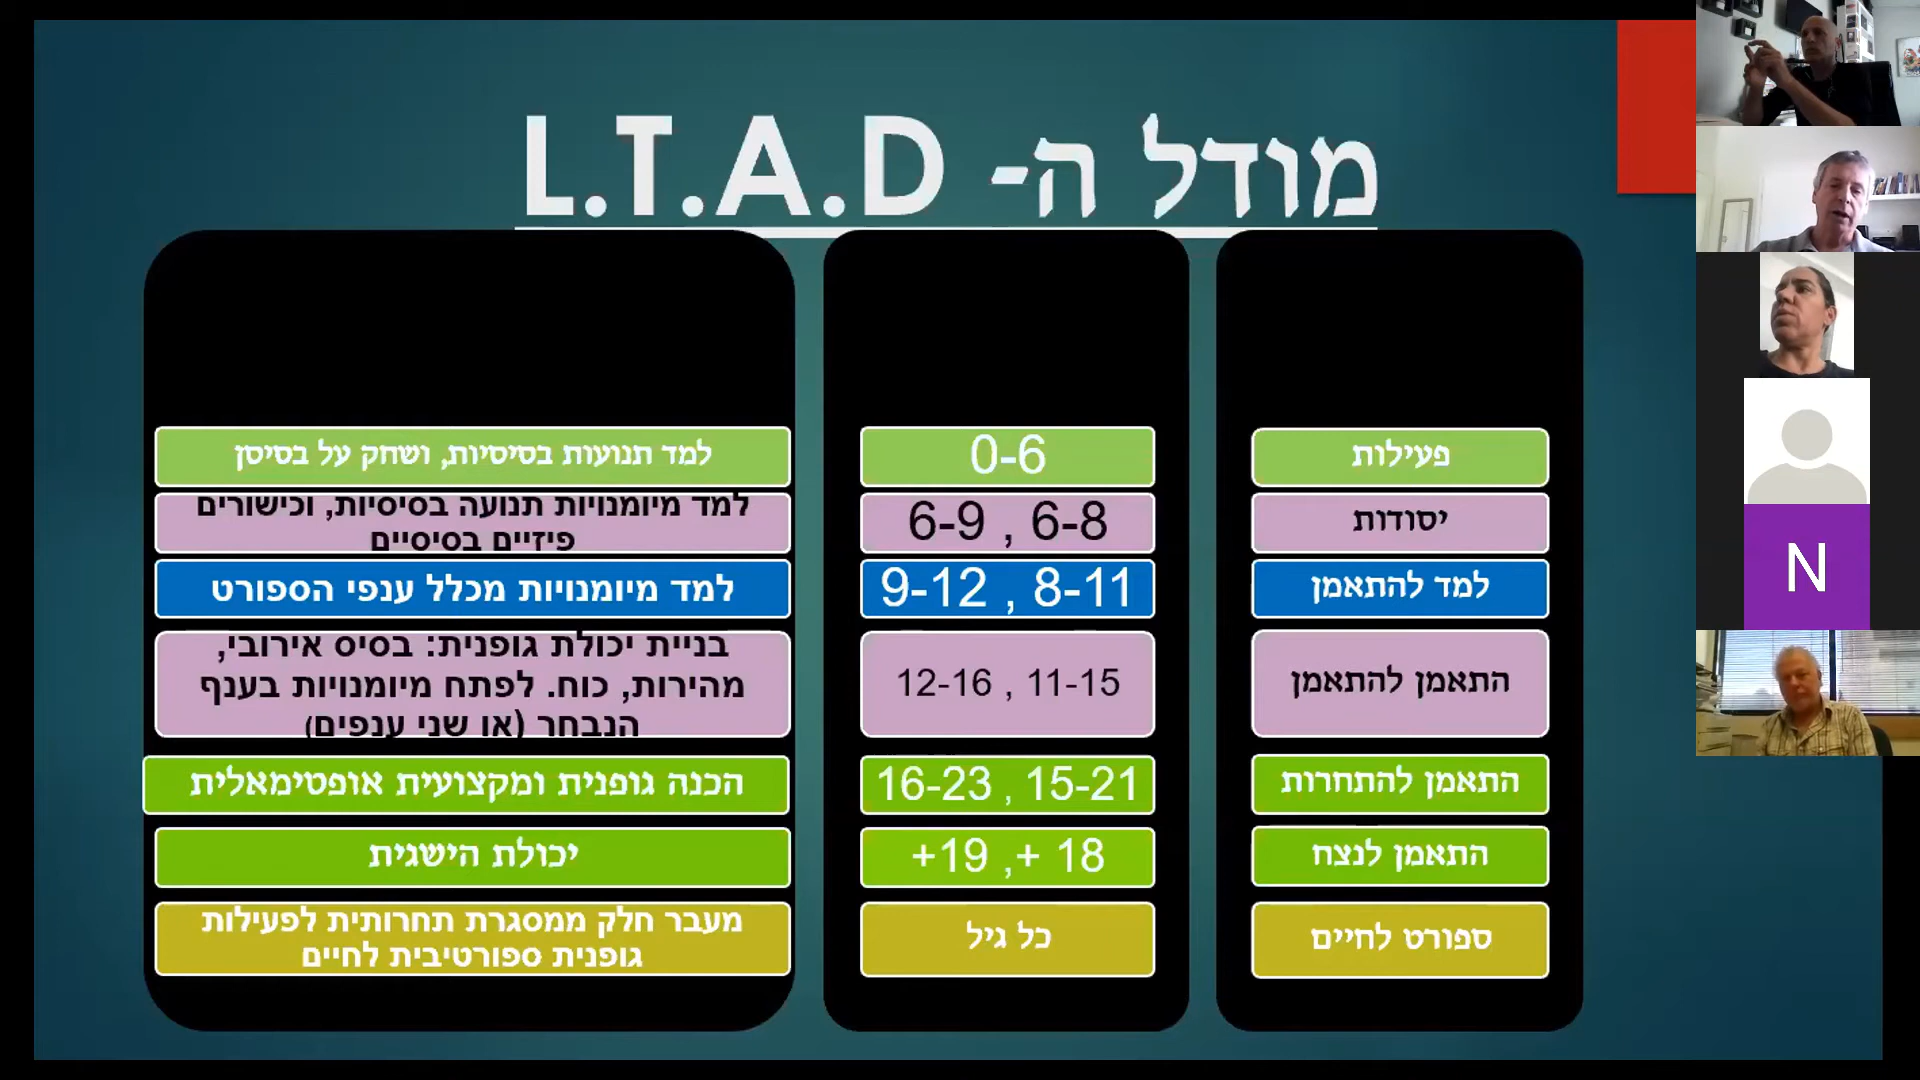 מודל ה- L.T.A.D
פעילות
0-6
למד תנועות בסיסיות, ושחק על בסיסן
יסודות
6-9 , 6-8
למד מיומנויות תנועה בסיסיות, וכישורים
פיזיים בסיסיים
למד להתאמן
9-12 , 8-11
למד מיומנויות מכלל ענפי הספורט
התאמן להתאמן
12-16 , 11-15
בניית יכולת גופנית: בסיס אירובי,
מהירות, כוח. לפתח מיומנויות בענף
הנבחר (או שני ענפים)
התאמן להתחרות
16-23 , 15-21
הכנה גופנית ומקצועית אופטימאלית
התאמן לנצח
+19 ,+ 18
יכולת הישגית
ספורט לחיים
כל גיל
מעבר חלק ממסגרת תחרותית לפעילות
גופנית ספורטיבית לחיים
N